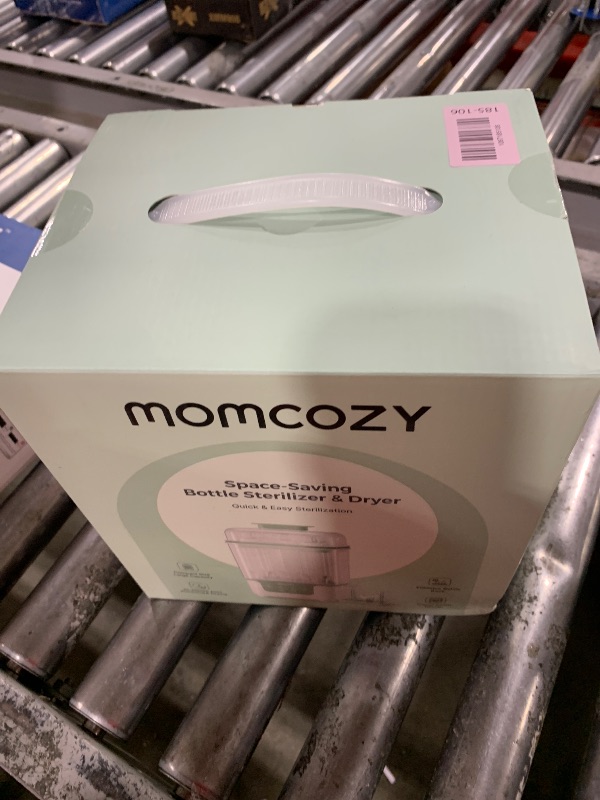 185-106
momcozy
Space-Saving
Bottle Sterilizer & Dryer
Quick & Easy Sterilization